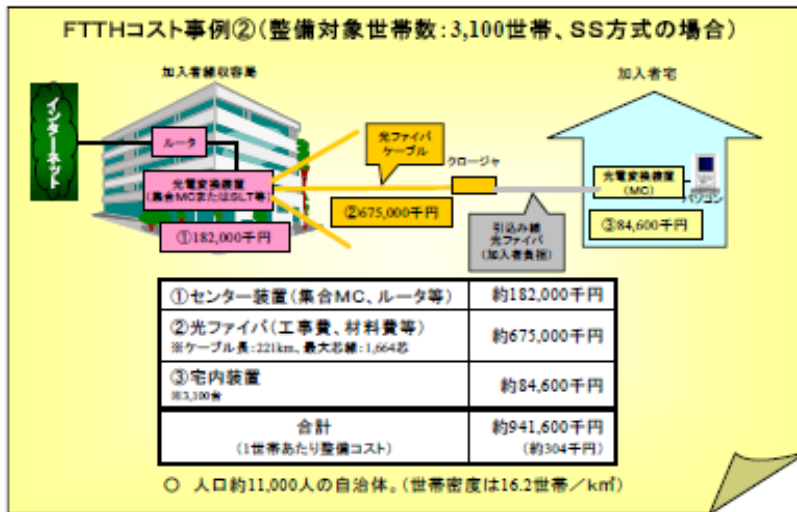 FTTHコスト事例②(整備対象世帯数:3,100世帯、SS方式の場合)
加入者線収容局
加入者宅
インターネット
ルータ
光ファイバ
ケーブル
クロージャ
光電変換装置
(集合MCまたはSLT等)
光電変換装置
(MC)
パソコン
①182,000千円
②675,000千円
引込み線
光ファイバ
(加入者負担)
③84,600千円
①センター装置(集合MC、ルータ等)
約182,000千円
②光ファイバ(工事費、材料費等)
※ケーブル長:221km、最大芯線:1,664芯
約675,000千円
③宅内装置
※3,100台
約84,600千円
合計
(1世帯あたり整備コスト)
約941,600千円
(約304千円)
○ 人口約11,000人の自治体。(世帯密度は16.2世帯/k㎡)